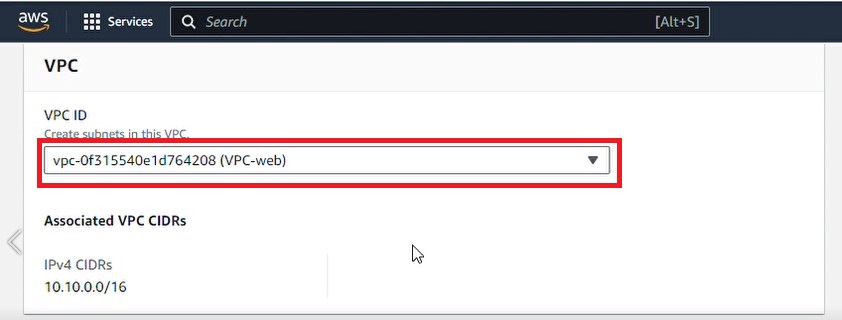 aws Services Search [Alt+S]
VPC
VPC ID
Create subnets in this VPC.
vpc-0f315540e1d764208 (VPC-web)
Associated VPC CIDRs
IPv4 CIDRs
10.10.0.0/16